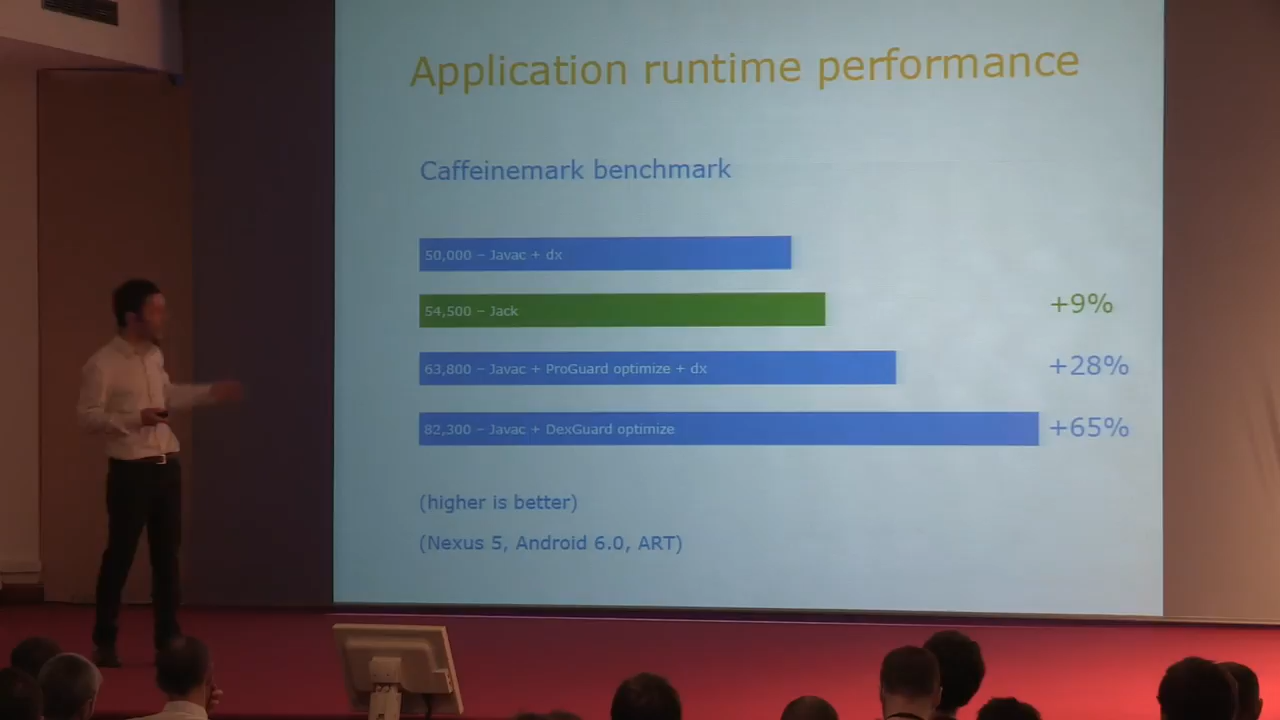 Application runtime performance
Caffeinemark benchmark
50,000 – Javac + dx
54,500 – Jack
+9%
63,800 – Javac + ProGuard optimize + dx
+28%
82,300 – Javac + DexGuard optimize
+65%
(higher is better)
(Nexus 5, Android 6.0, ART)